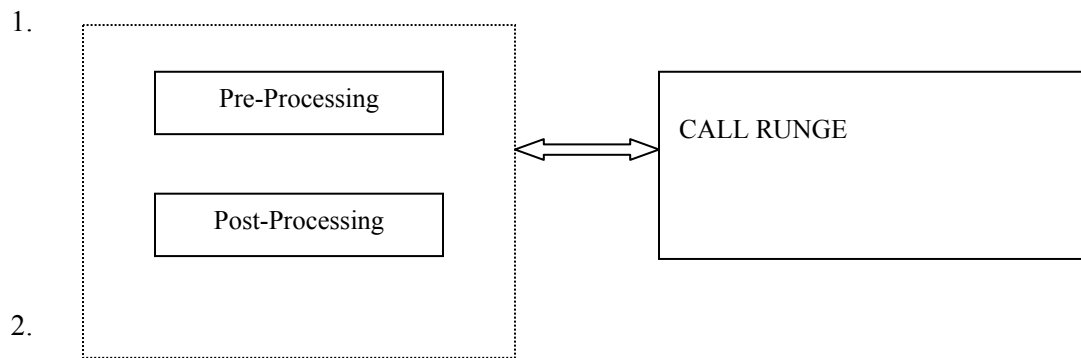 1.
Pre-Processing
CALL RUNGE
Post-Processing
2.